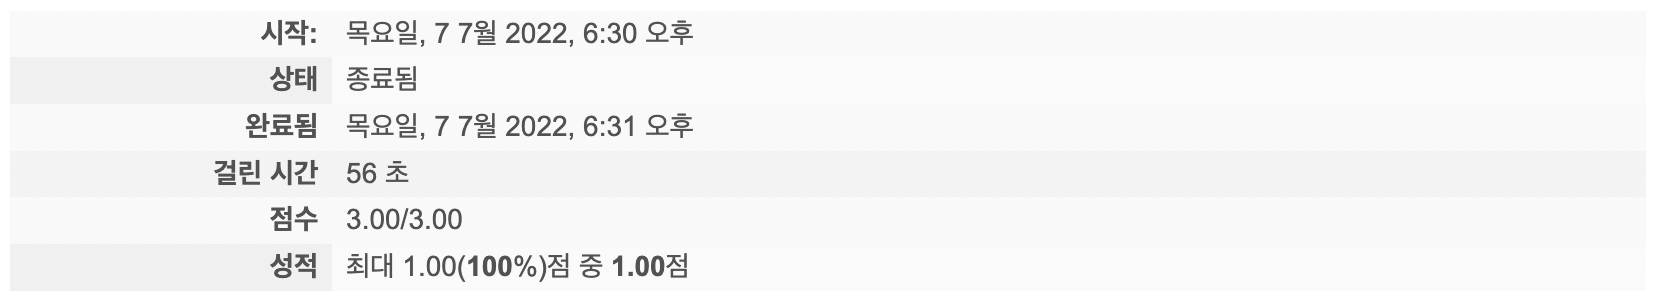 시작: 목요일, 7 7월 2022, 6:30 오후
상태 종료됨
완료됨 목요일, 7 7월 2022, 6:31 오후
걸린 시간 56 초
점수 3.00/3.00
성적 최대 1.00(100%)점 중 1.00점